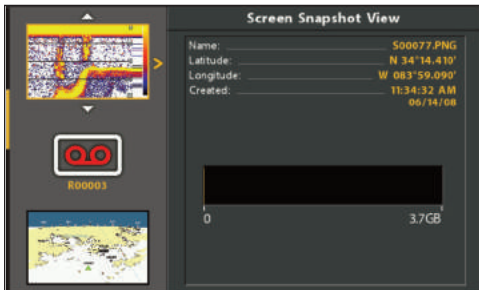 Screen Snapshot View
Name: S00077.PNG
Latitude: N 34°14.410'
Longitude: W 083°59.090'
Created: 11:34:32 AM
06/14/08
R00003
0 3.7GB